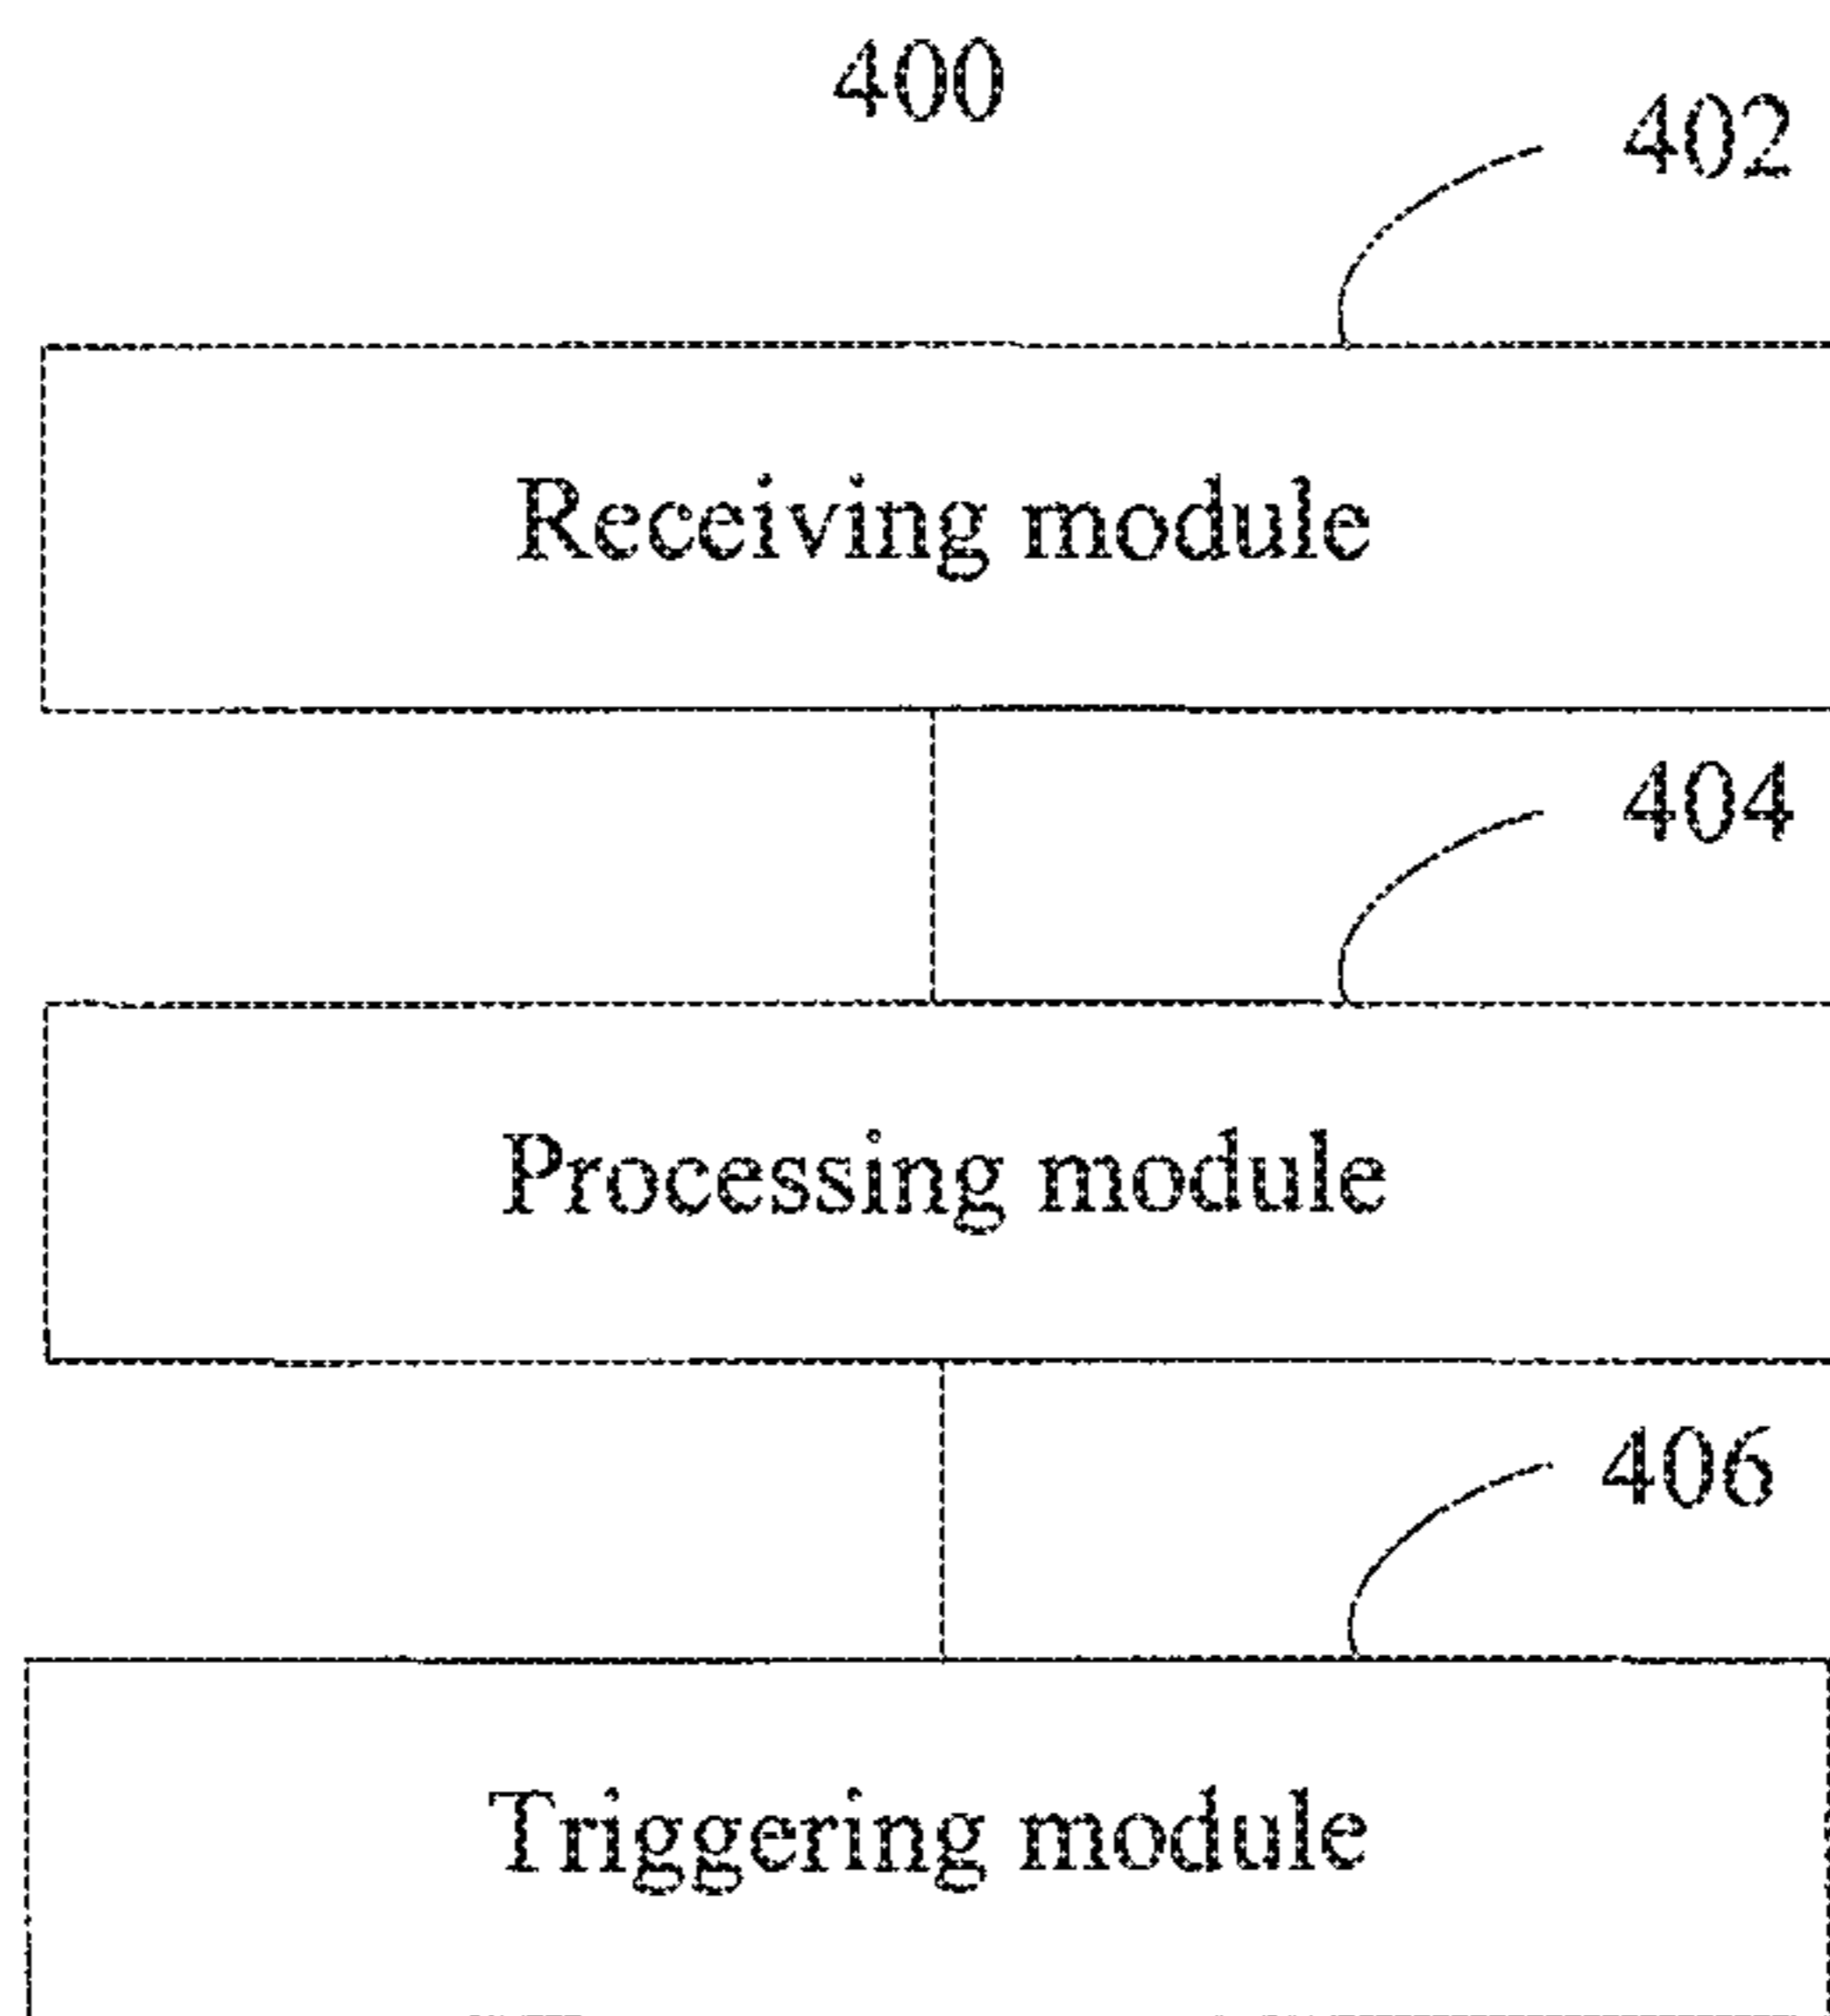 400
402
Receiving module
404
Processing module
406
Triggering module